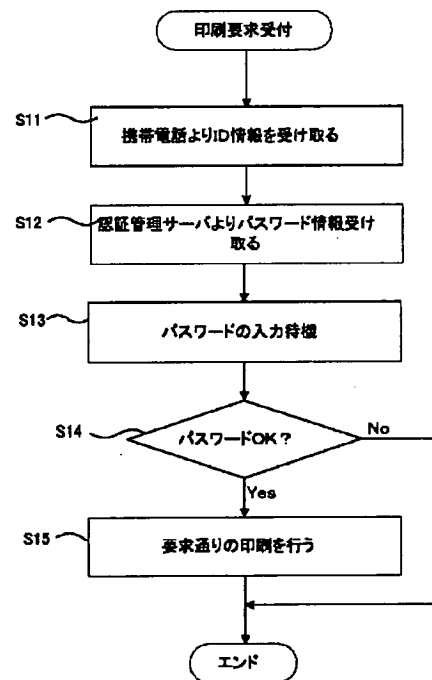 印刷要求受付
S11
携帯電話よりID情報を受け取る
S12
認証管理サーバよりパスワード情報受け
取る
S13
パスワードの入力待機
S14
パスワードOK?
No
Yes
S15
要求通りの印刷を行う
エンド